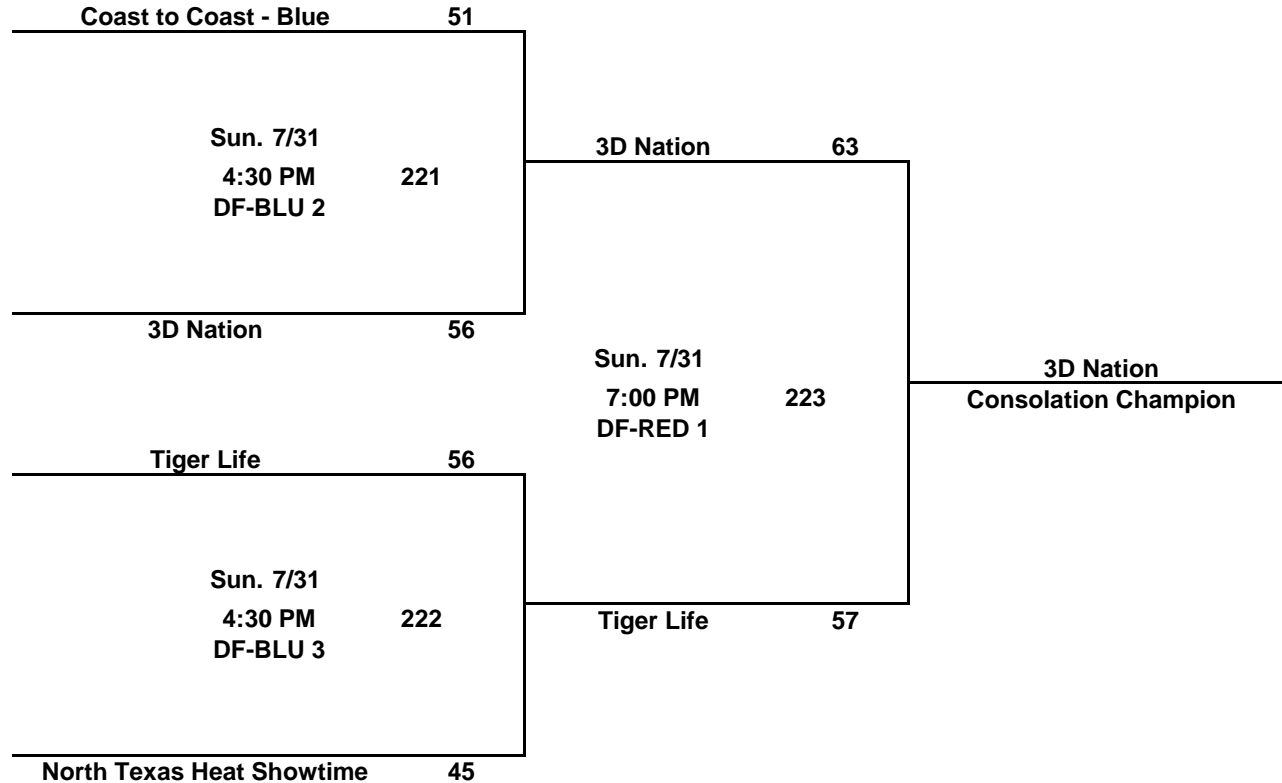 Coast to Coast - Blue 51
Sun. 7/31
4:30 PM 221
DF-BLU 2
3D Nation 56
3D Nation 63
Sun. 7/31
7:00 PM 223
DF-RED 1
3D Nation
Consolation Champion
Tiger Life 56
Sun. 7/31
4:30 PM 222
DF-BLU 3
Tiger Life 57
North Texas Heat Showtime 45